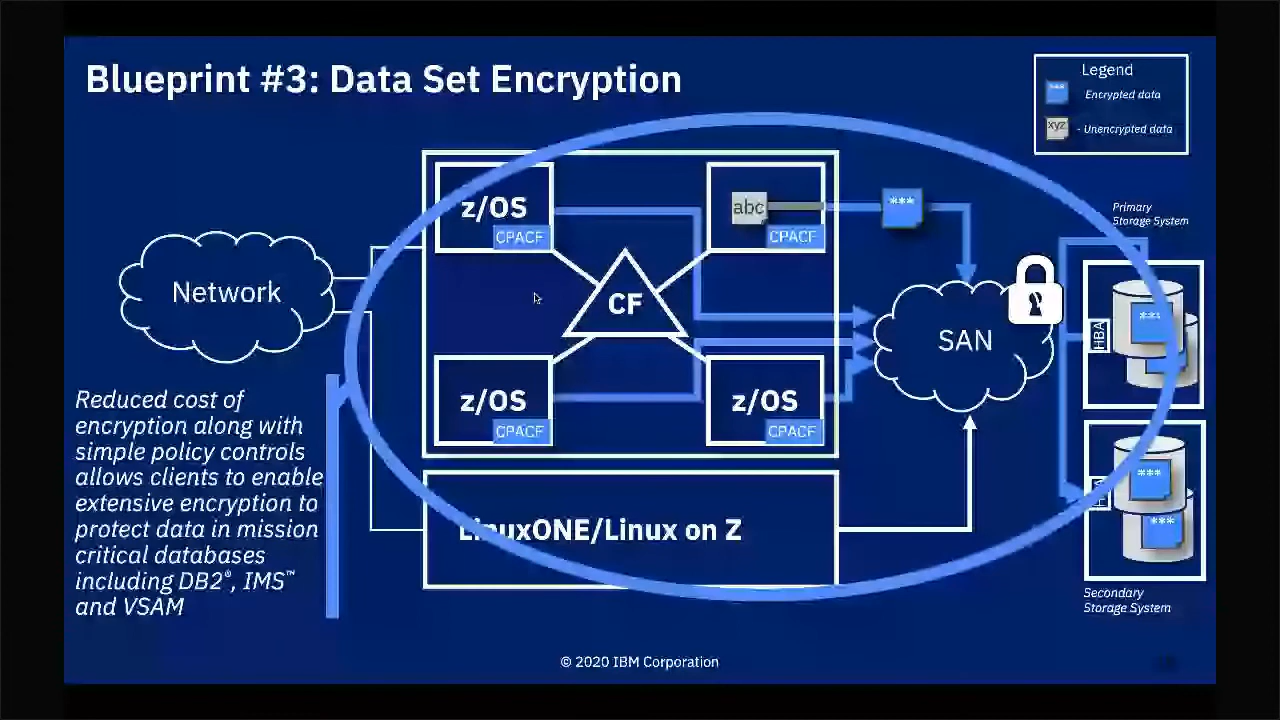 Blueprint #3: Data Set Encryption
Legend
*** Encrypted data
xyz - Unencrypted data
Primary
Storage System
z/OS
CPACF
abc
CPACF
***
Network
CF
SAN
HBA
***
z/OS
CPACF
z/OS
CPACF
Reduced cost of
encryption along with
simple policy controls
allows clients to enable
extensive encryption to
protect data in mission
critical databases
including DB2®, IMS™
and VSAM
LinuxONE/Linux on Z
***
***
Secondary
Storage System
© 2020 IBM Corporation